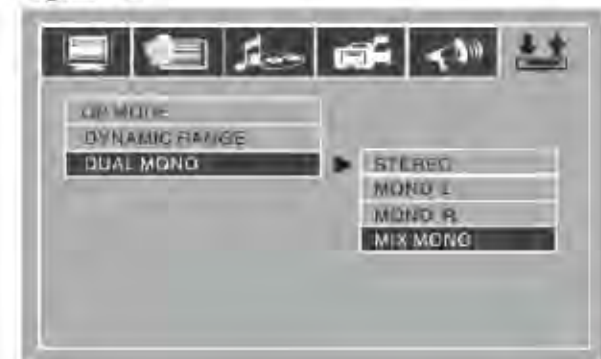 OP MODE
DYNAMIC RANGE
DUAL MONO
STEREO
MONO L
MONO R
MIX MONO